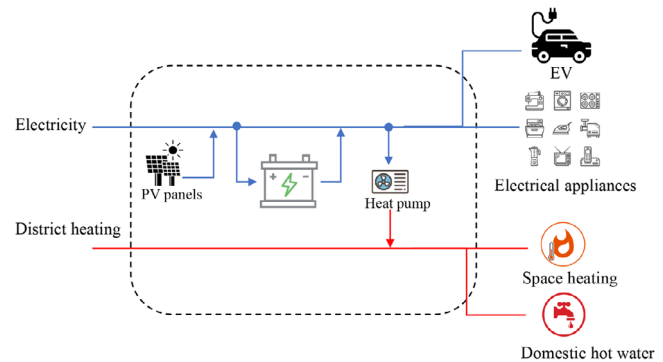 EV
Electricity
PV panels
Heat pump
Electrical appliances
District heating
Space heating
Domestic hot water